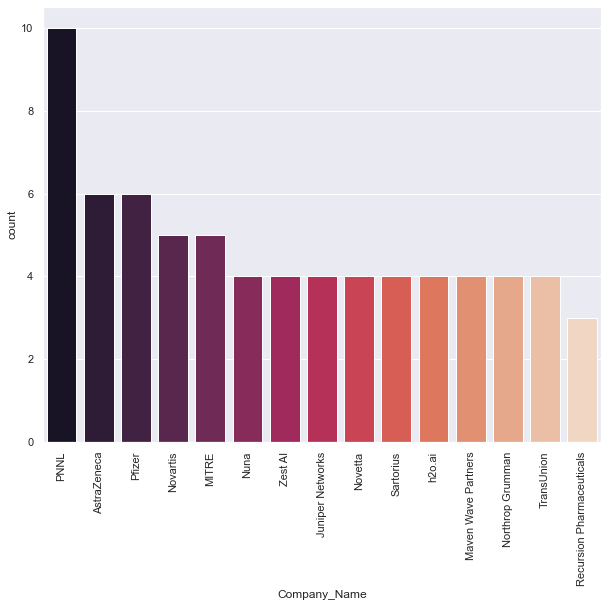 10
8
6
4
2
0
count
PNNL
AstraZeneca
Pfizer
Novartis
MITRE
Nuna
Zest AI
Juniper Networks
Novetta
Sartorius
h2o.ai
Maven Wave Partners
Northrop Grumman
TransUnion
Recursion Pharmaceuticals
Company_Name